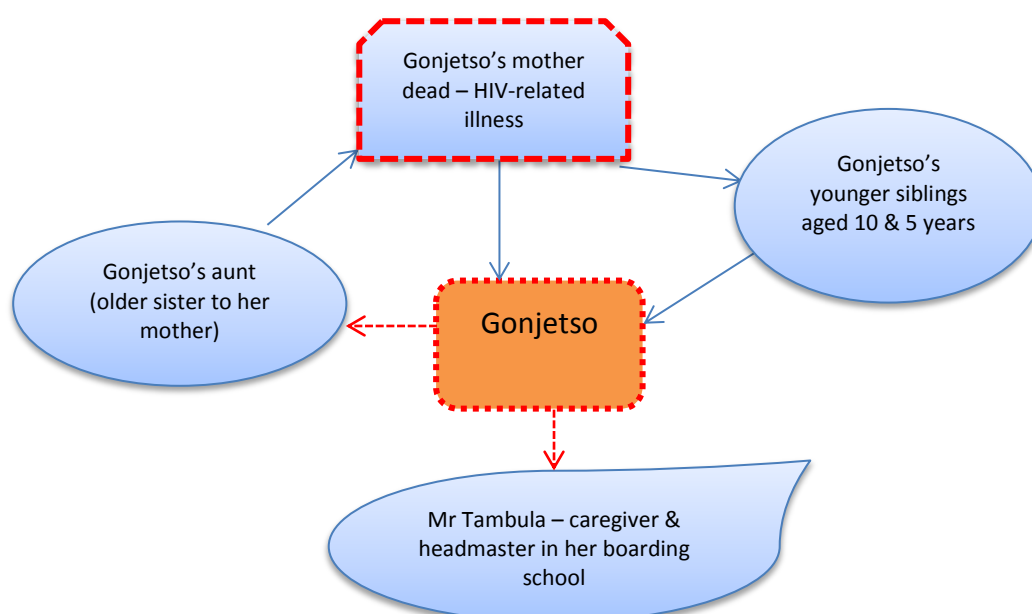 Gonjetso’s mother
dead – HIV-related
illness
Gonjetso’s
younger siblings
aged 10 & 5 years
Gonjetso’s aunt
(older sister to her
mother)
Gonjetso
Mr Tambula – caregiver &
headmaster in her boarding
school